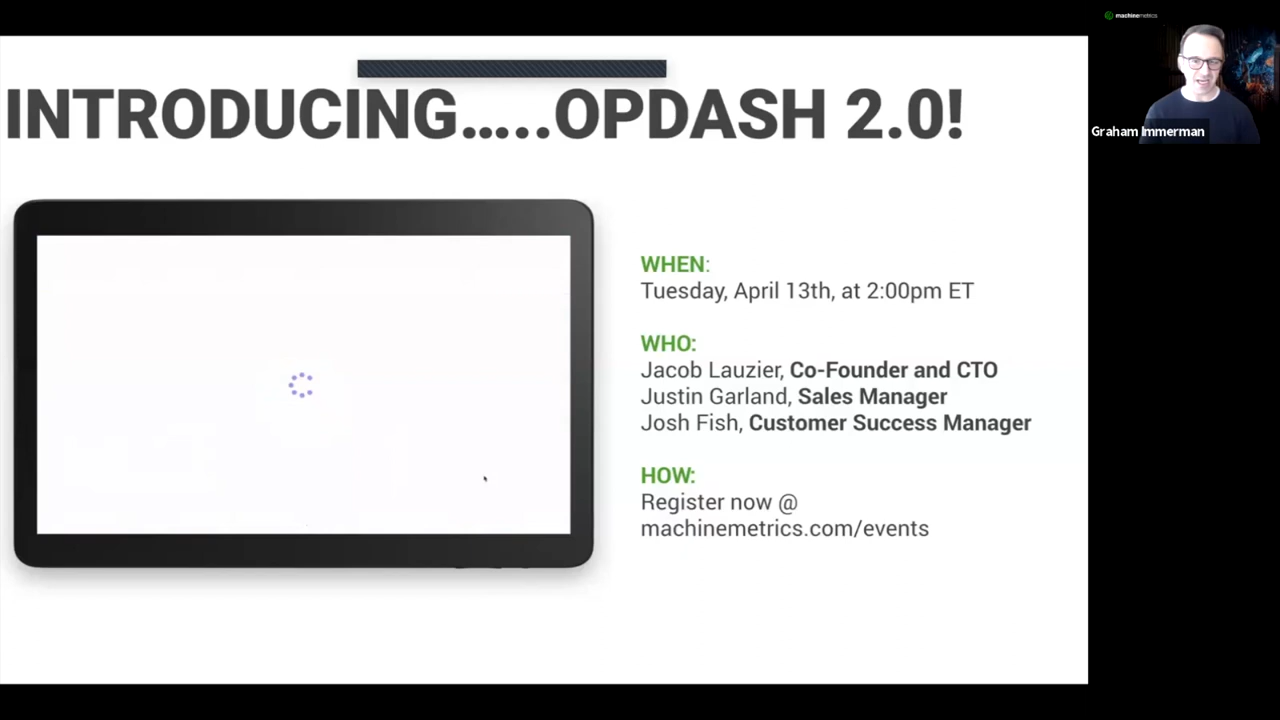 machinemetrics
INTRODUCING…..OPDASH 2.0!
Graham Immerman
WHEN:
Tuesday, April 13th, at 2:00pm ET
WHO:
Jacob Lauzier, Co-Founder and CTO
Justin Garland, Sales Manager
Josh Fish, Customer Success Manager
HOW:
Register now @
machinemetrics.com/events